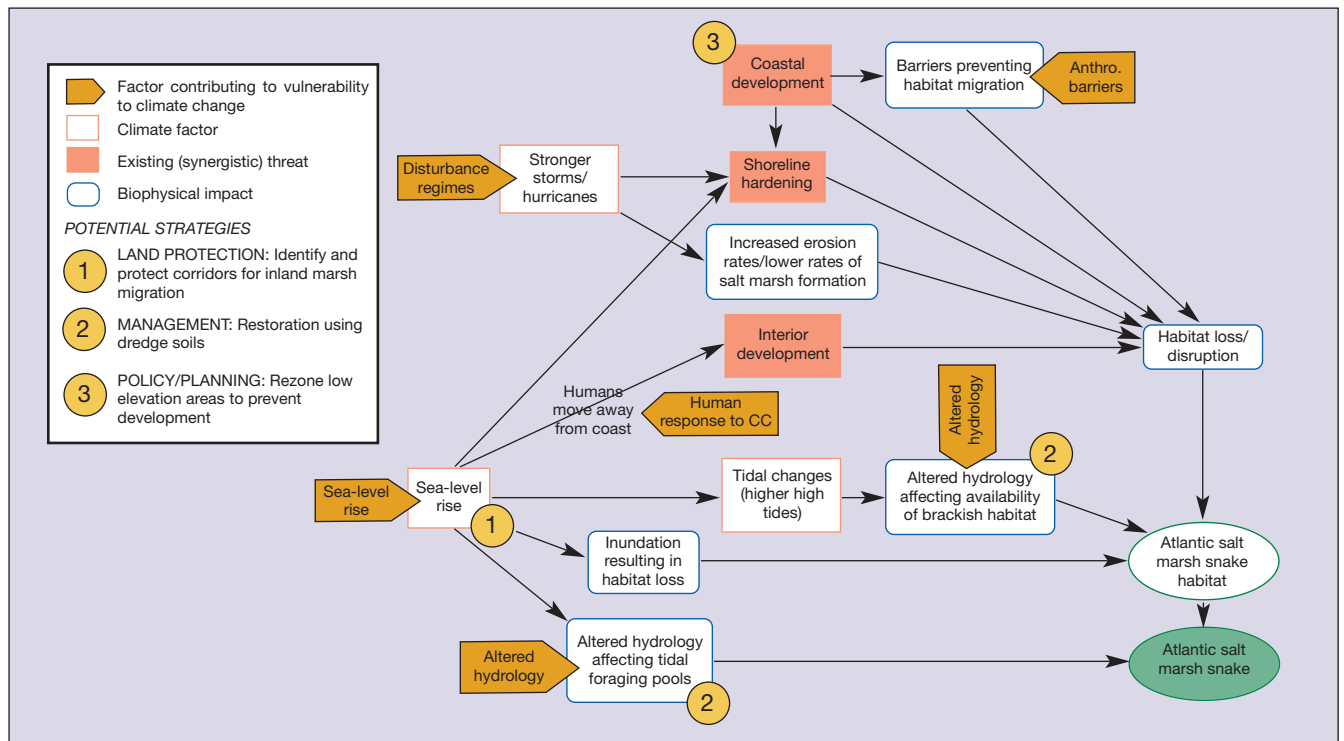 Factor contributing to vulnerability
to climate change
Climate factor
Existing (synergistic) threat
Biophysical impact
POTENTIAL STRATEGIES
1
LAND PROTECTION: Identify and
protect corridors for inland marsh
migration
2
MANAGEMENT: Restoration using
dredge soils
3
POLICY/PLANNING: Rezone low
elevation areas to prevent
development
3
Coastal
development
Barriers preventing
habitat migration
Anthro.
barriers
Disturbance
regimes
Stronger
storms/
hurricanes
Shoreline
hardening
Increased erosion
rates/lower rates of
salt marsh formation
Interior
development
Habitat loss/
disruption
Humans
move away
from coast
Human
response to CC
Altered
hydrology
2
Sea-level
rise
Sea-level
rise
1
Tidal changes
(higher high
tides)
Altered hydrology
affecting availability
of brackish habitat
Inundation
resulting in
habitat loss
Atlantic salt
marsh snake
habitat
Altered
hydrology
Altered hydrology
affecting tidal
foraging pools
2
Atlantic salt
marsh snake